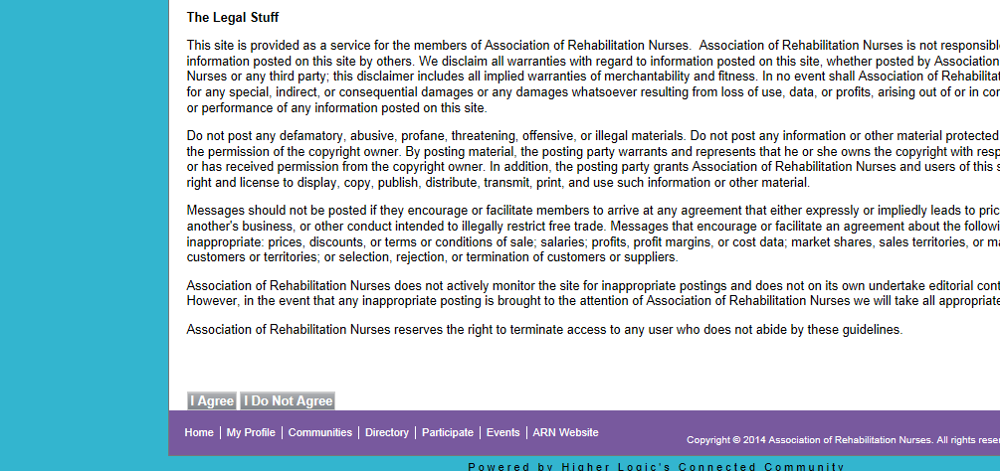 The Legal Stuff
This site is provided as a service for the members of Association of Rehabilitation Nurses.  Association of Rehabilitation Nurses is not responsible
information posted on this site by others. We disclaim all warranties with regard to information posted on this site, whether posted by Association
Nurses or any third party; this disclaimer includes all implied warranties of merchantability and fitness. In no event shall Association of
for any special, indirect, or consequential damages or any damages whatsoever resulting from loss of use, data, or profits, arising out of or in
or performance of any information posted on this site.
Do not post any defamatory, abusive, profane, threatening, offensive, or illegal materials. Do not post any information or other material protected
the permission of the copyright owner. By posting material, the posting party warrants and represents that he or she owns the copyright with
or has received permission from the copyright owner. In addition, the posting party grants Association of Rehabilitation Nurses and users of this
right and license to display, copy, publish, distribute, transmit, print, and use such information or other material.
Messages should not be posted if they encourage or facilitate members to arrive at any agreement that either expressly or impliedly leads to
another's business, or other conduct intended to illegally restrict free trade. Messages that encourage or facilitate an agreement about the
inappropriate: prices, discounts, or terms or conditions of sale; salaries; profits, profit margins, or cost data; market shares, sales territories, or
customers or territories; or selection, rejection, or termination of customers or suppliers.
Association of Rehabilitation Nurses does not actively monitor the site for inappropriate postings and does not on its own undertake editorial
However, in the event that any inappropriate posting is brought to the attention of Association of Rehabilitation Nurses we will take all appropriate
Association of Rehabilitation Nurses reserves the right to terminate access to any user who does not abide by these guidelines.
I Agree I Do Not Agree
Home | My Profile | Communities | Directory | Participate | Events | ARN Website
Copyright © 2014 Association of Rehabilitation Nurses. All rights
Powered by Higher Logic's Connected Community